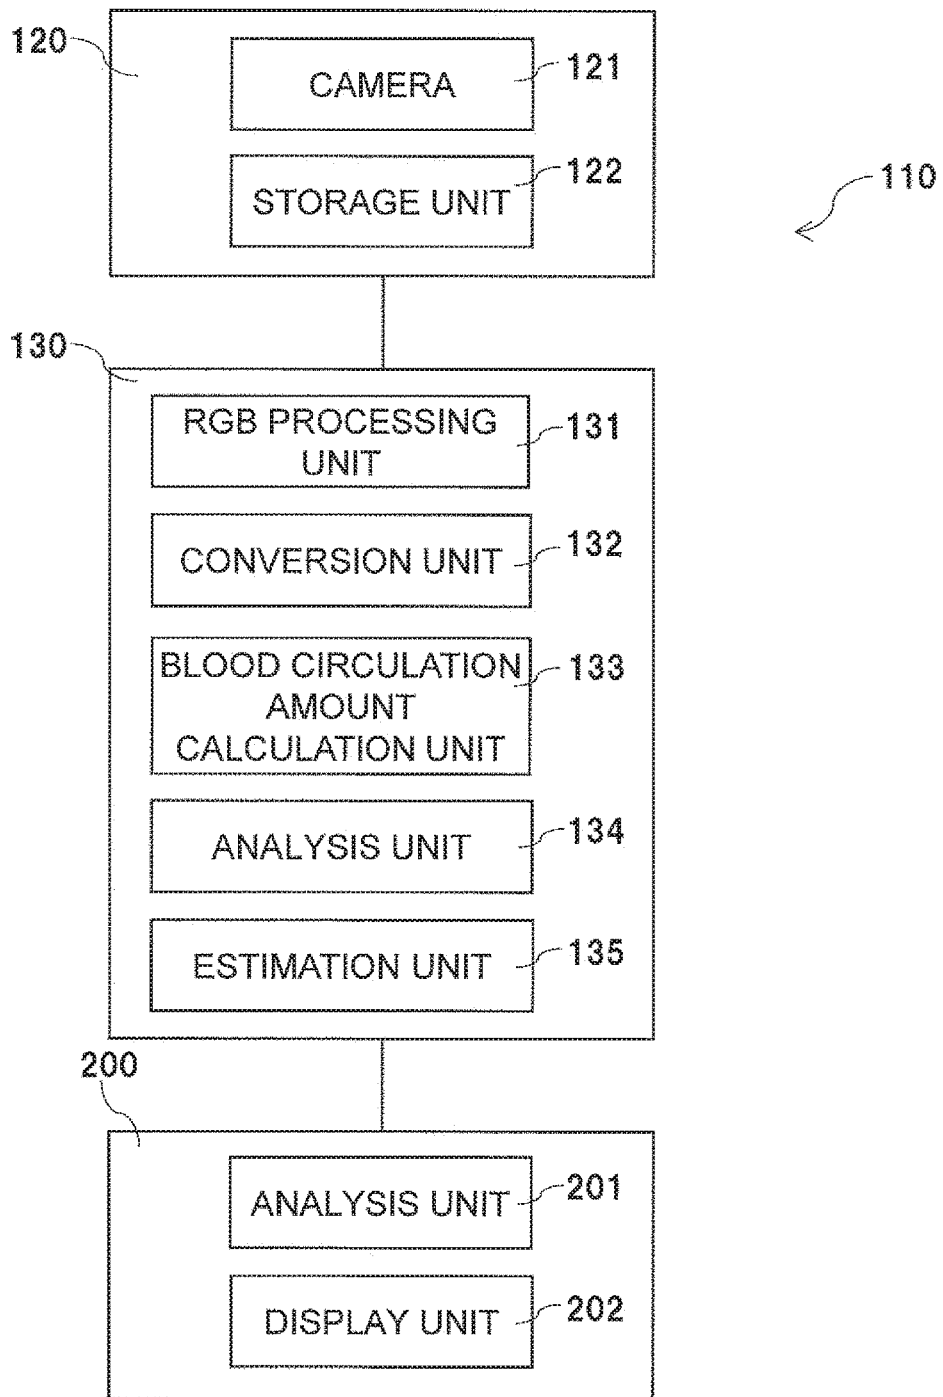 120
CAMERA
121
STORAGE UNIT
122
110
130
RGB PROCESSING
UNIT
131
CONVERSION UNIT
132
BLOOD CIRCULATION
AMOUNT
CALCULATION UNIT
133
ANALYSIS UNIT
134
ESTIMATION UNIT
135
200
ANALYSIS UNIT
201
DISPLAY UNIT
202